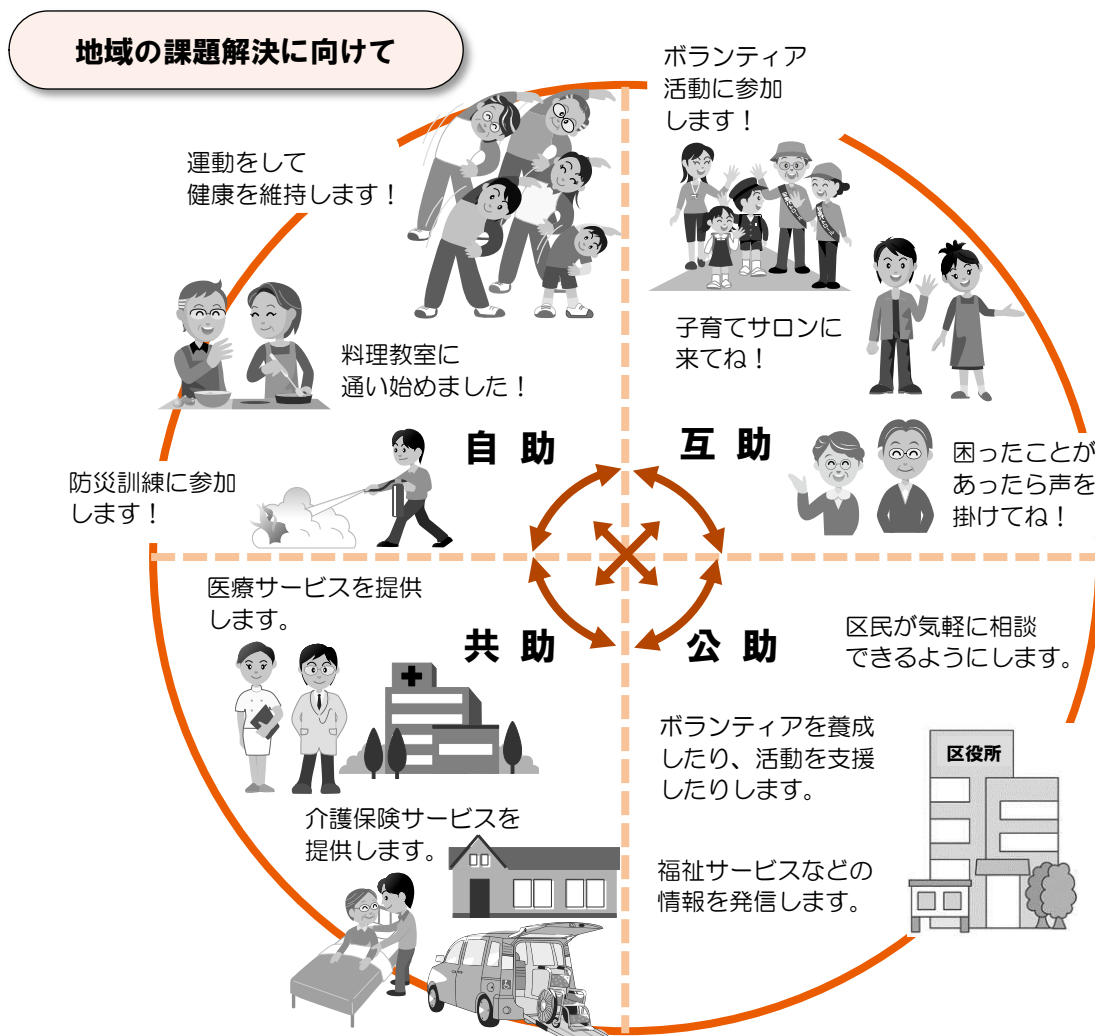 地域の課題解決に向けて
運動をして
健康を維持します！
料理教室に
通い始めました！
防災訓練に参加
します！
自助
ボランティア
活動に参加
します！
子育てサロンに
来てね！
互助
困ったことが
あったら声を
掛けてね！
医療サービスを提供
します。
共助
介護保険サービスを
提供します。
公助
区民が気軽に相談
できるようにします。
ボランティアを養成
したり、活動を支援
したりします。
福祉サービスなどの
情報を発信します。
区役所